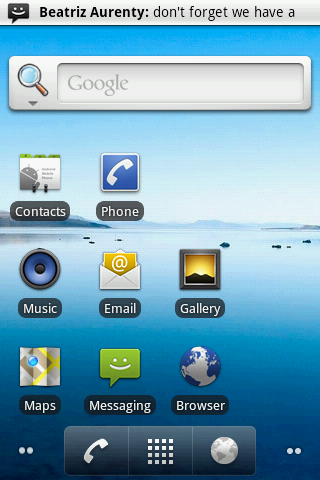 Beatriz Aurenty: don't forget we have a
Google
Contacts Phone
Music Email Gallery
Maps Messaging Browser